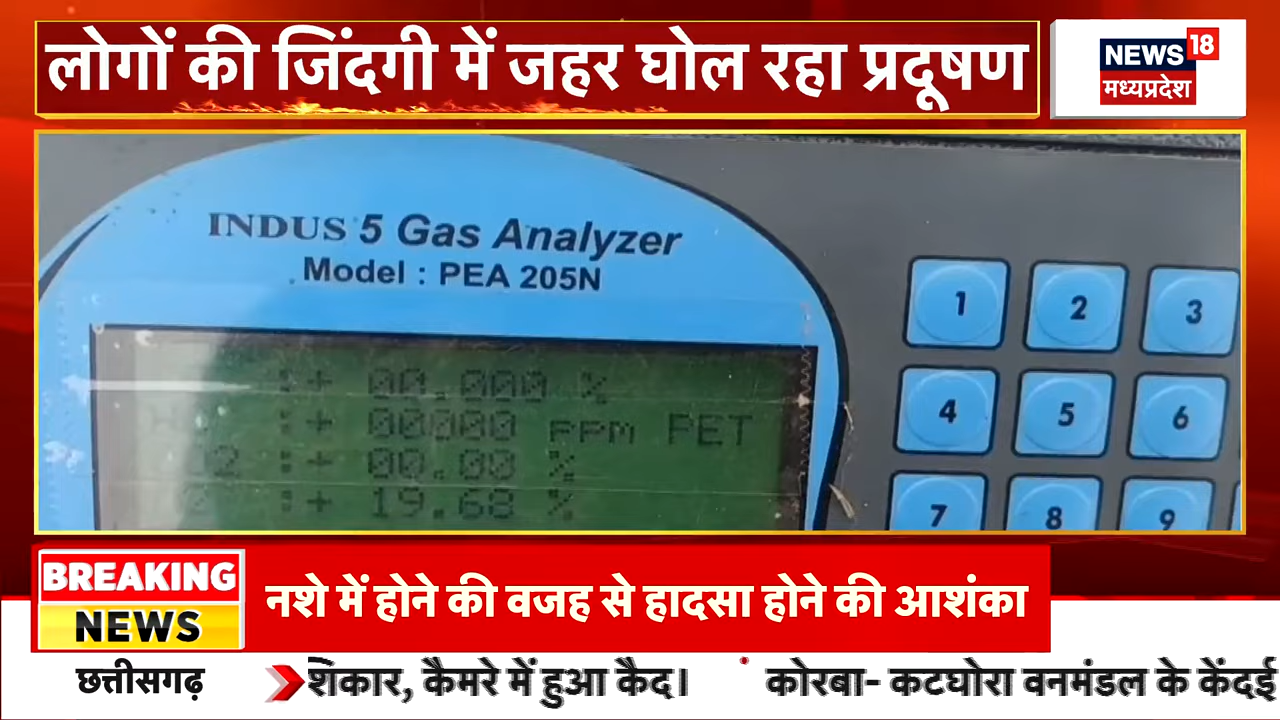 लोगों की जिंदगी में जहर घोल रहा प्रदूषण
NEWS 18
मध्यप्रदेश
INDUS 5 Gas Analyzer
Model : PEA 205N
:+ 00.000 %
:+ 00000 ppm PET
2 :+ 00.00 %
:+ 19.68 %
1 2 3
4 5 6
7 8 9
BREAKING
NEWS
नशे में होने की वजह से हादसा होने की आशंका
छत्तीसगढ़
शिकार, कैमरे में हुआ कैद। कोरबा- कटघोरा वनमंडल के केंदई